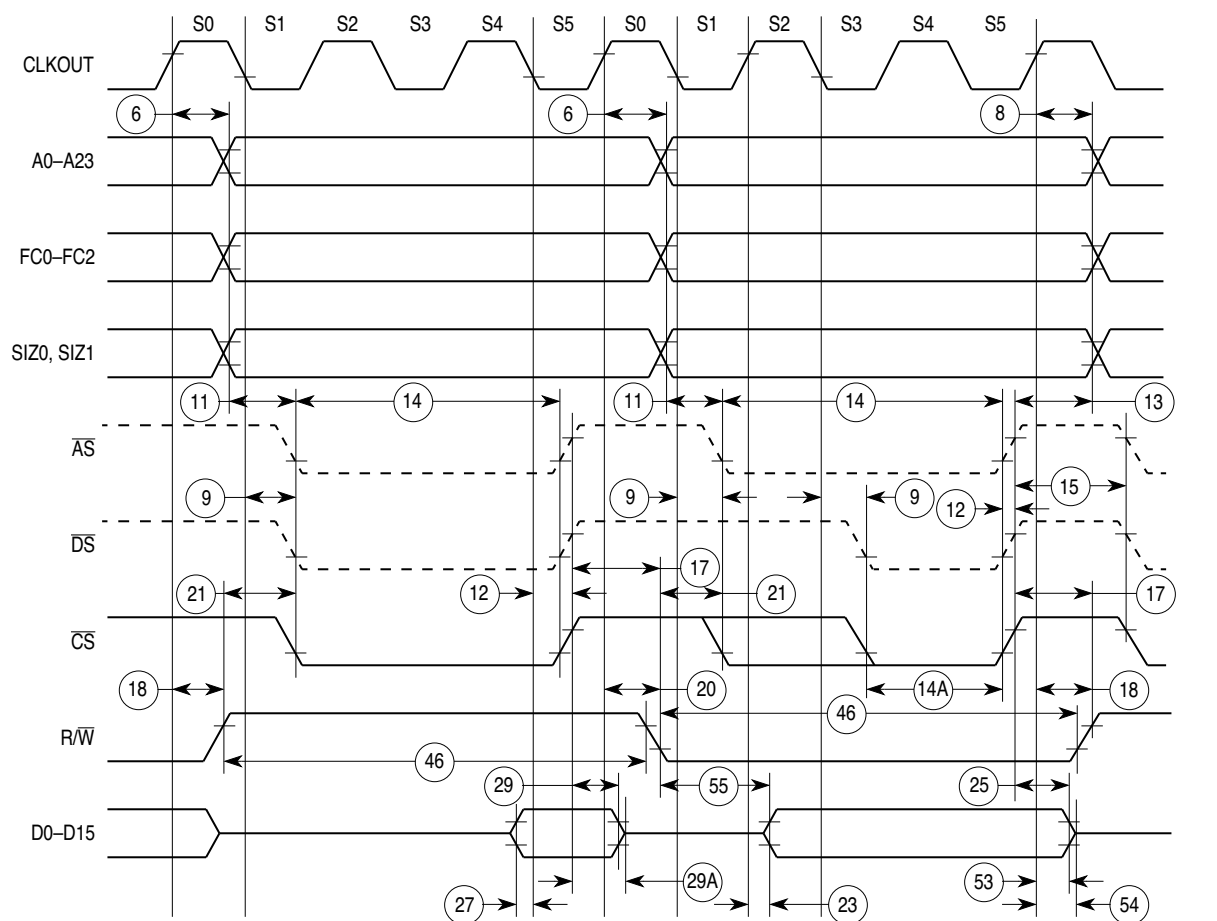 S0 S1 S2 S3 S4 S5 S0 S1 S2 S3 S4 S5
CLKOUT
6 6 8
A0–A23
FC0–FC2
SIZ0, SIZ1
11 14 11 14 13
AS
9 9 9 12 15
DS
21 12 17 21 17
CS
18 20 14A 18
R/W
46 46
29 55 25
D0–D15
27 29A 23 53 54